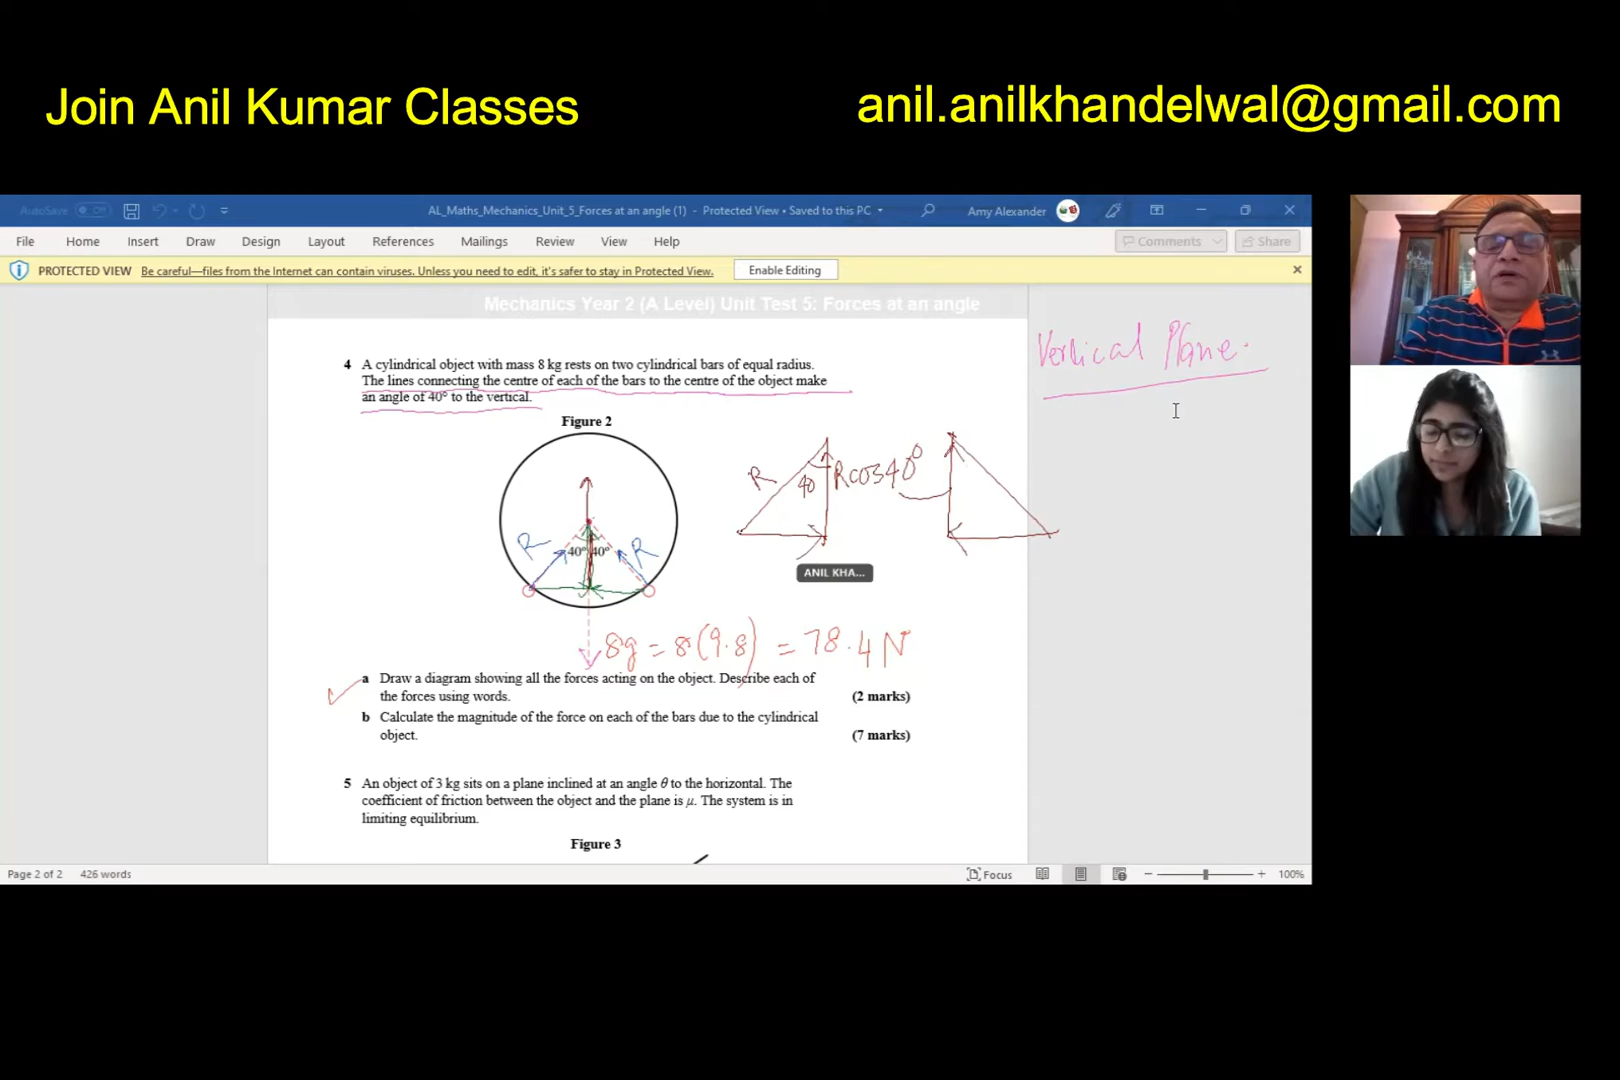 Join Anil Kumar Classes
anil.anilkhandelwal@gmail.com
AutoSave Off
AL_Maths_Mechanics_Unit_5_Forces at an angle (1) - Protected View • Saved to this PC
Amy Alexander
File Home Insert Draw Design Layout References Mailings Review View Help
Comments
Share
PROTECTED VIEW Be careful—files from the Internet can contain viruses. Unless you need to edit, it's safer to stay in Protected View.
Enable Editing
Mechanics Year 2 (A Level) Unit Test 5: Forces at an angle
Vertical Plane.
4 A cylindrical object with mass 8 kg rests on two cylindrical bars of equal radius.
The lines connecting the centre of each of the bars to the centre of the object make
an angle of 40° to the vertical.
Figure 2
R 40 Rcos40°
R 40° 40° R
ANIL KHA...
8g = 8(9.8) = 78.4 N
a Draw a diagram showing all the forces acting on the object. Describe each of
the forces using words. (2 marks)
b Calculate the magnitude of the force on each of the bars due to the cylindrical
object. (7 marks)
5 An object of 3 kg sits on a plane inclined at an angle θ to the horizontal. The
coefficient of friction between the object and the plane is μ. The system is in
limiting equilibrium.
Figure 3
Page 2 of 2 426 words
Focus
100%